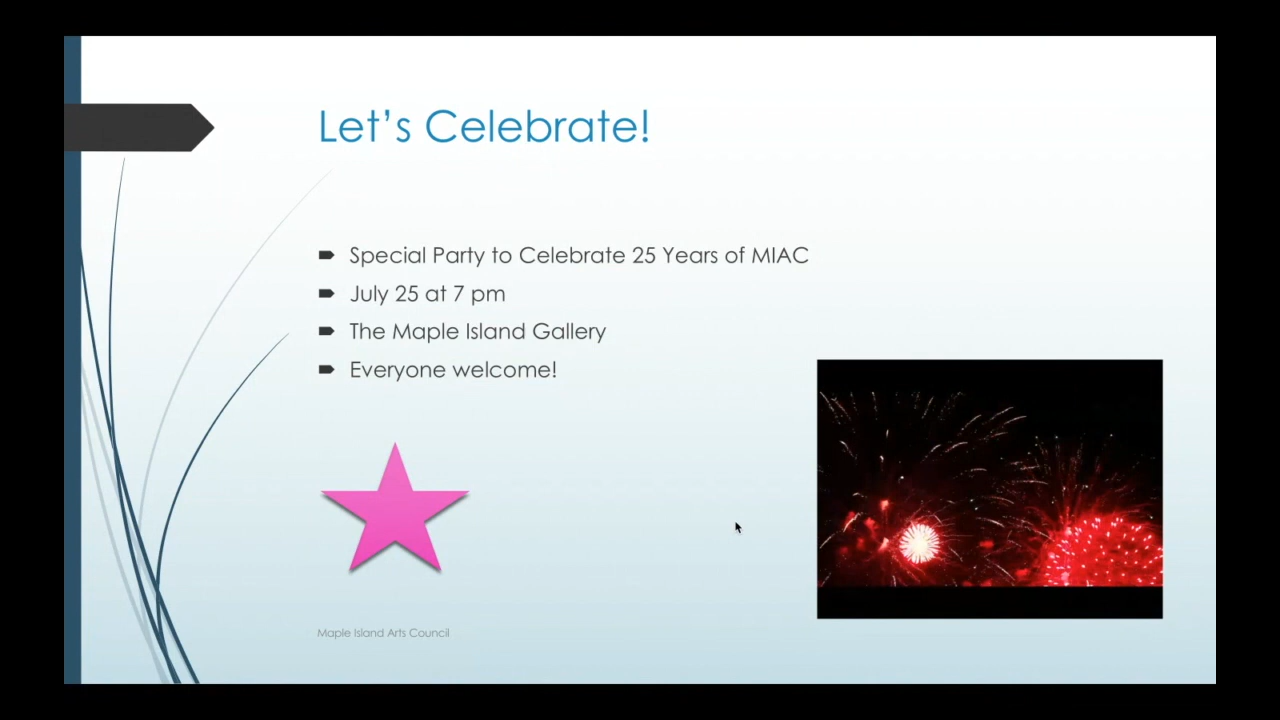 Let’s Celebrate!
Special Party to Celebrate 25 Years of MIAC
July 25 at 7 pm
The Maple Island Gallery
Everyone welcome!
Maple Island Arts Council